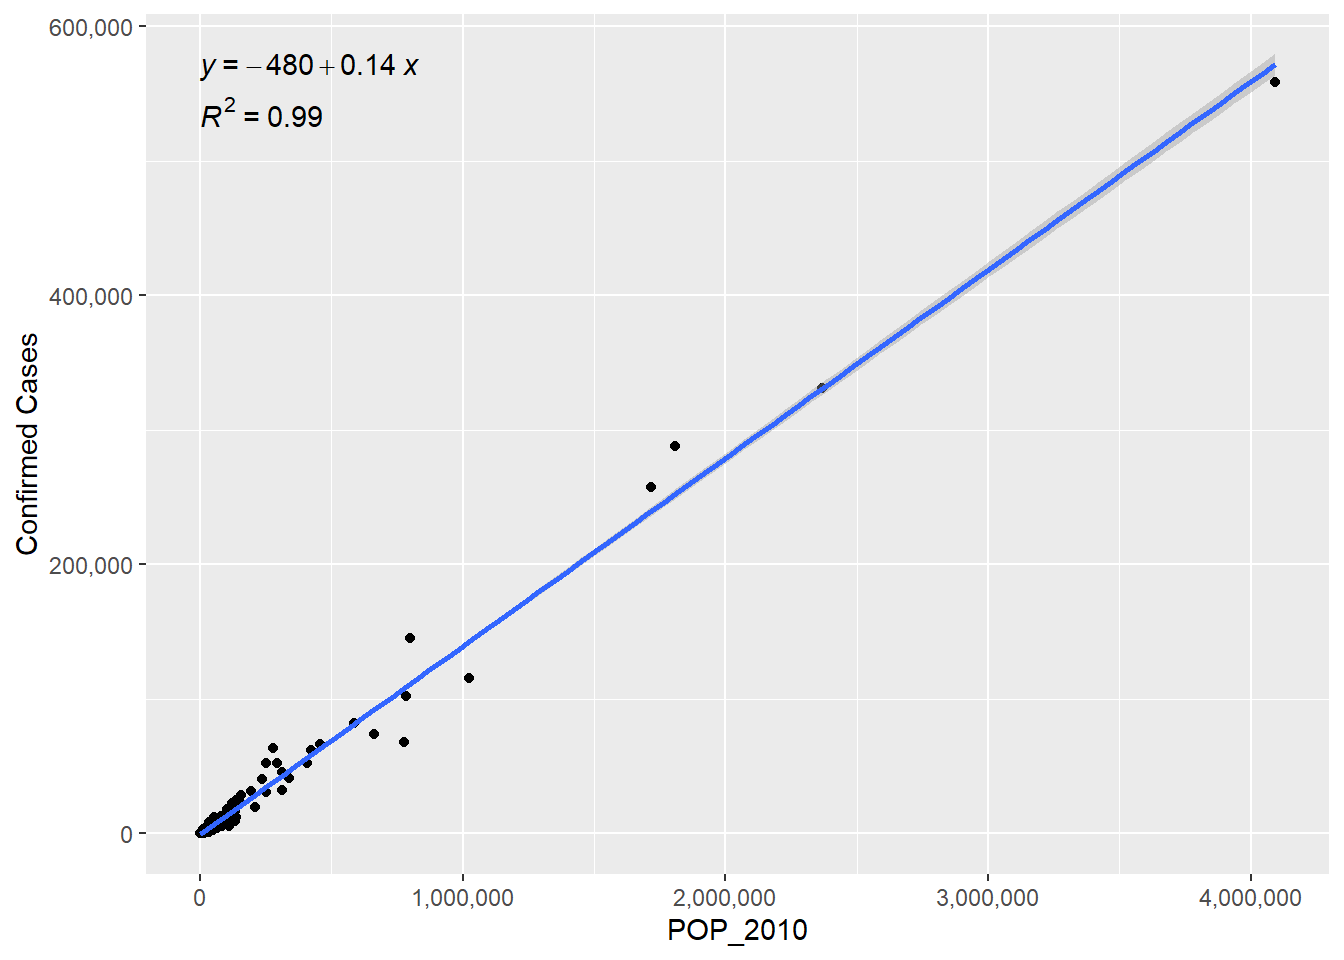 600,000
y = −480 + 0.14 x
R² = 0.99
400,000
Confirmed Cases
200,000
0
0 1,000,000 2,000,000 3,000,000 4,000,000
POP_2010